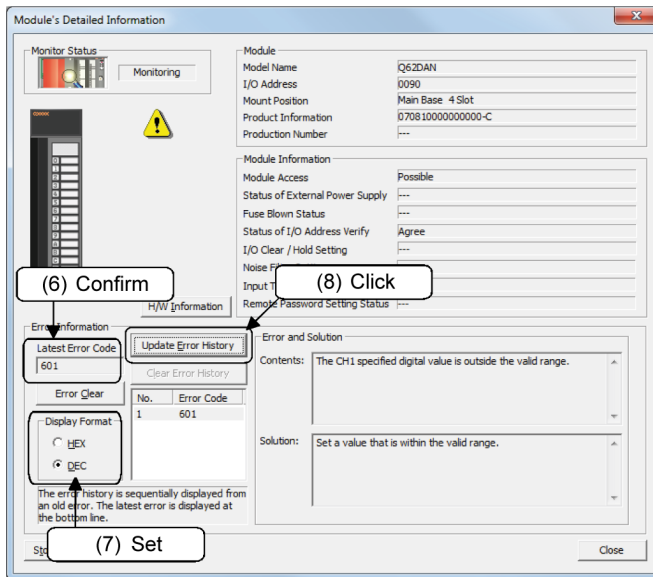 Module's Detailed Information
Monitor Status
Monitoring
Module
Model Name Q62DAN
I/O Address 0090
Mount Position Main Base 4 Slot
Product Information 070810000000000-C
Production Number ---
Module Information
Module Access Possible
Status of External Power Supply ---
Fuse Blown Status ---
Status of I/O Address Verify Agree
I/O Clear / Hold Setting ---
Noise
Input
Remote Password Setting Status ---
(6) Confirm
(8) Click
H/W Information
Error Information
Latest Error Code
601
Error Clear
Display Format
HEX
DEC
Update Error History
Clear Error History
No. Error Code
1 601
The error history is sequentially displayed from
an old error. The latest error is displayed at
the bottom line.
Error and Solution
Contents: The CH1 specified digital value is outside the valid range.
Solution: Set a value that is within the valid range.
(7) Set
Close